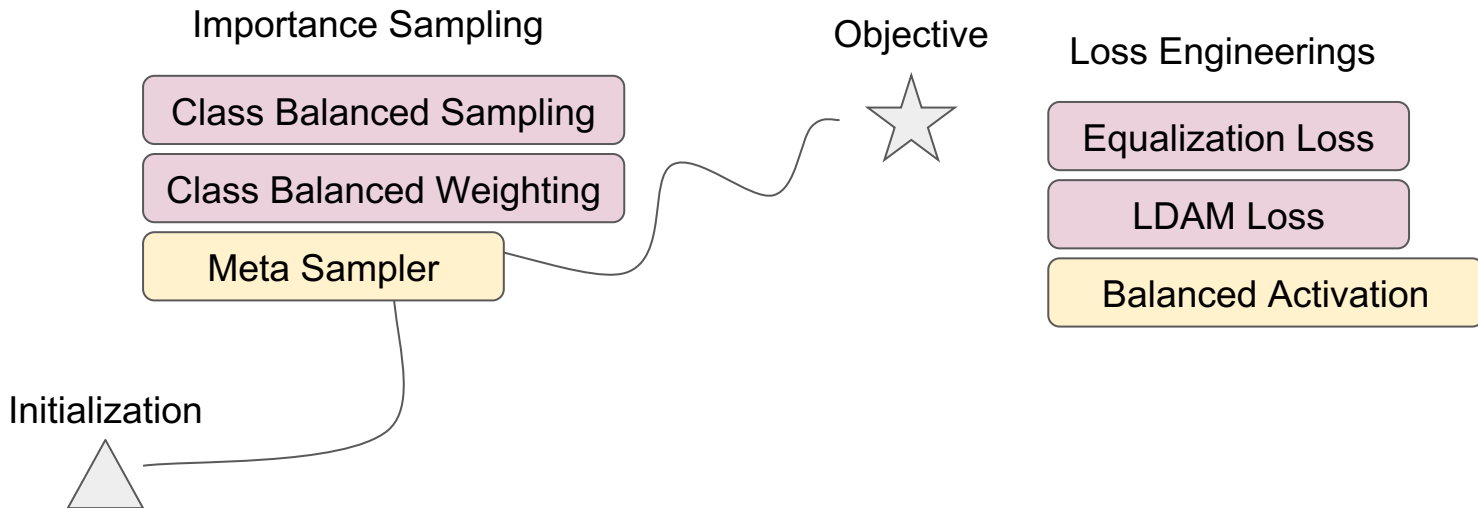 Importance Sampling
Class Balanced Sampling
Class Balanced Weighting
Meta Sampler
Initialization
Objective
Loss Engineerings
Equalization Loss
LDAM Loss
Balanced Activation